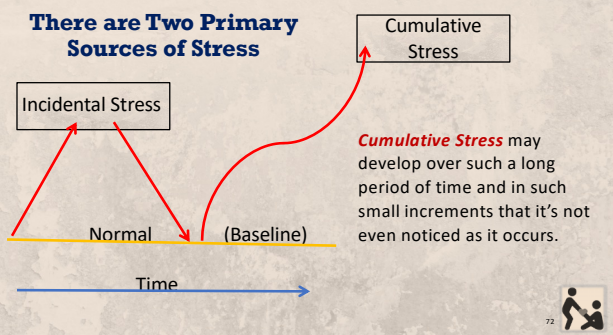 There are Two Primary
Sources of Stress
Cumulative
Stress
Incidental Stress
Cumulative Stress may
develop over such a long
period of time and in such
small increments that it's not
even noticed as it occurs.
Normal (Baseline)
Time
72